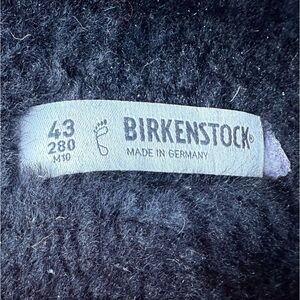 43
280
M10
BIRKENSTOCK®
MADE IN GERMANY